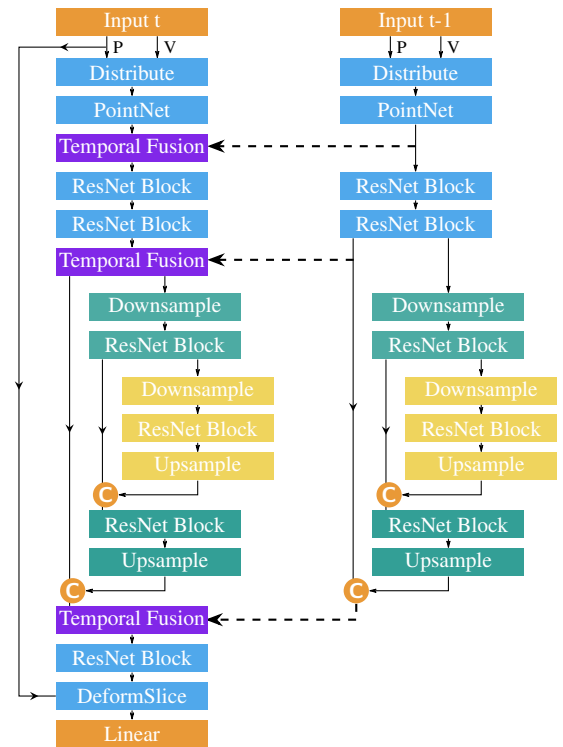 Input t
P V
Distribute
PointNet
Temporal Fusion
ResNet Block
ResNet Block
Temporal Fusion
Downsample
ResNet Block
Downsample
ResNet Block
Upsample
C
ResNet Block
Upsample
C
Temporal Fusion
ResNet Block
DeformSlice
Linear
Input t-1
P V
Distribute
PointNet
ResNet Block
ResNet Block
Downsample
ResNet Block
Downsample
ResNet Block
Upsample
C
ResNet Block
Upsample
C